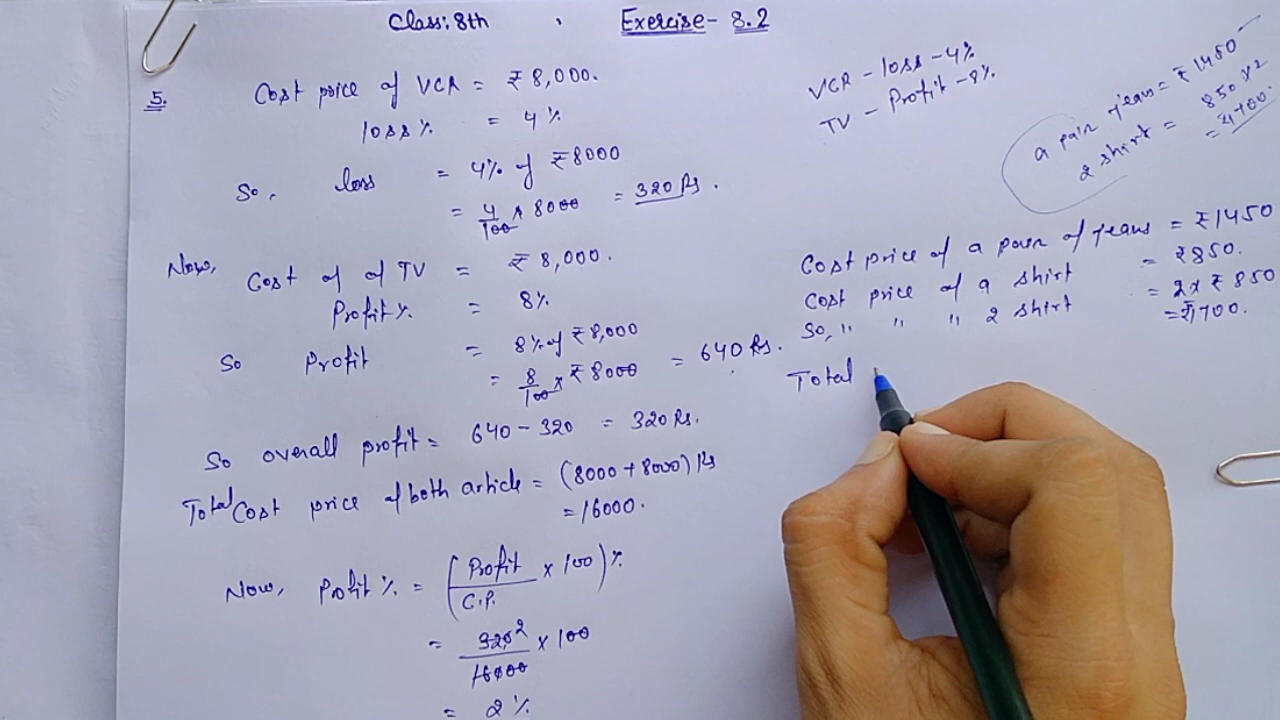 Class: 8th , Exercise- 8.2
5. Cost price of VCR = ₹ 8,000.
loss% = 4%
So, loss = 4% of ₹8000
= 4/100 x 8000 = 320 Rs.
Now, Cost of of TV = ₹ 8,000.
Profit% = 8%
So Profit = 8% of ₹8,000
= 8/100 x ₹8000 = 640 Rs.
So overall profit = 640 - 320 = 320 Rs.
Total Cost price of both article = (8000 + 8000) Rs
= 16000.
Now, Profit % = (Profit/C.P. x 100)%
= 320/16000 x 100
2
= 2%
VCR - loss - 4%
TV - Profit - 8%.
a pair jeans = ₹1450
2 shirt = 850 x 2
= 1700.
Cost price of a pair of jeans = ₹1450
Cost price of a shirt = ₹850.
So, " " " 2 shirt = 2 x ₹ 850
= ₹1700.
Total